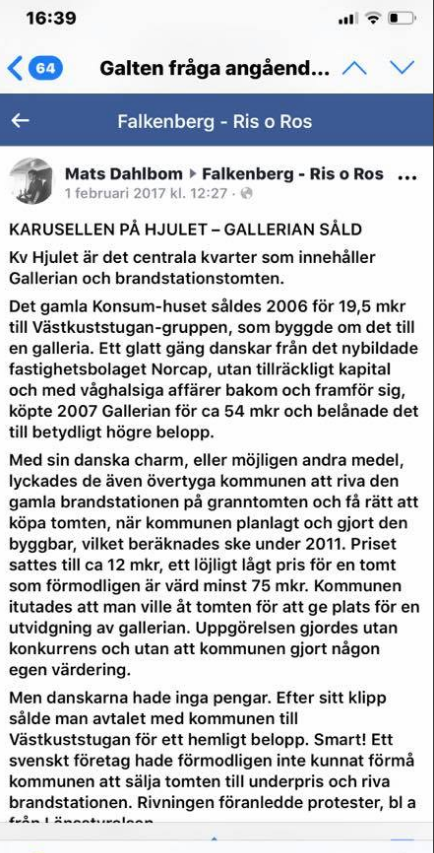 16:39
64
Galten fråga angåend...
Falkenberg - Ris o Ros
Mats Dahlbom ▸ Falkenberg - Ris o Ros ...
1 februari 2017 kl. 12:27 ·
KARUSELLEN PÅ HJULET – GALLERIAN SÅLD
Kv Hjulet är det centrala kvarter som innehåller
Gallerian och brandstationstomten.
Det gamla Konsum-huset såldes 2006 för 19,5 mkr
till Västkuststugan-gruppen, som byggde om det till
en galleria. Ett glatt gäng danskar från det nybildade
fastighetsbolaget Norcap, utan tillräckligt kapital
och med våghalsiga affärer bakom och framför sig,
köpte 2007 Gallerian för ca 54 mkr och belånade det
till betydligt högre belopp.
Med sin danska charm, eller möjligen andra medel,
lyckades de även övertyga kommunen att riva den
gamla brandstationen på granntomten och få rätt att
köpa tomten, när kommunen planlagt och gjort den
byggbar, vilket beräknades ske under 2011. Priset
sattes till ca 12 mkr, ett löjligt lågt pris för en tomt
som förmodligen är värd minst 75 mkr. Kommunen
itutades att man ville åt tomten för att ge plats för en
utvidgning av gallerian. Uppgörelsen gjordes utan
konkurrens och utan att kommunen gjort någon
egen värdering.
Men danskarna hade inga pengar. Efter sitt klipp
sålde man avtalet med kommunen till
Västkuststugan för ett hemligt belopp. Smart! Ett
svenskt företag hade förmodligen inte kunnat förmå
kommunen att sälja tomten till underpris och riva
brandstationen. Rivningen föranledde protester, bl a
från Länsstyrelsen